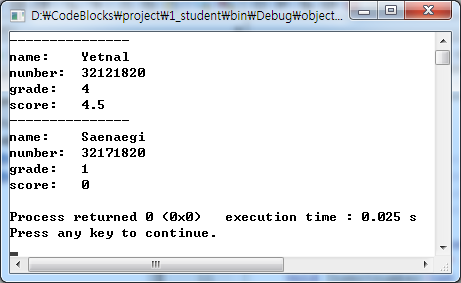 D:₩CodeBlocks₩project₩1_student₩bin₩Debug₩object...
---------------
name:    Yetnal
number:  32121820
grade:   4
score:   4.5
---------------
name:    Saenaegi
number:  32171820
grade:   1
score:   0
Process returned 0 (0x0)   execution time : 0.025 s
Press any key to continue.